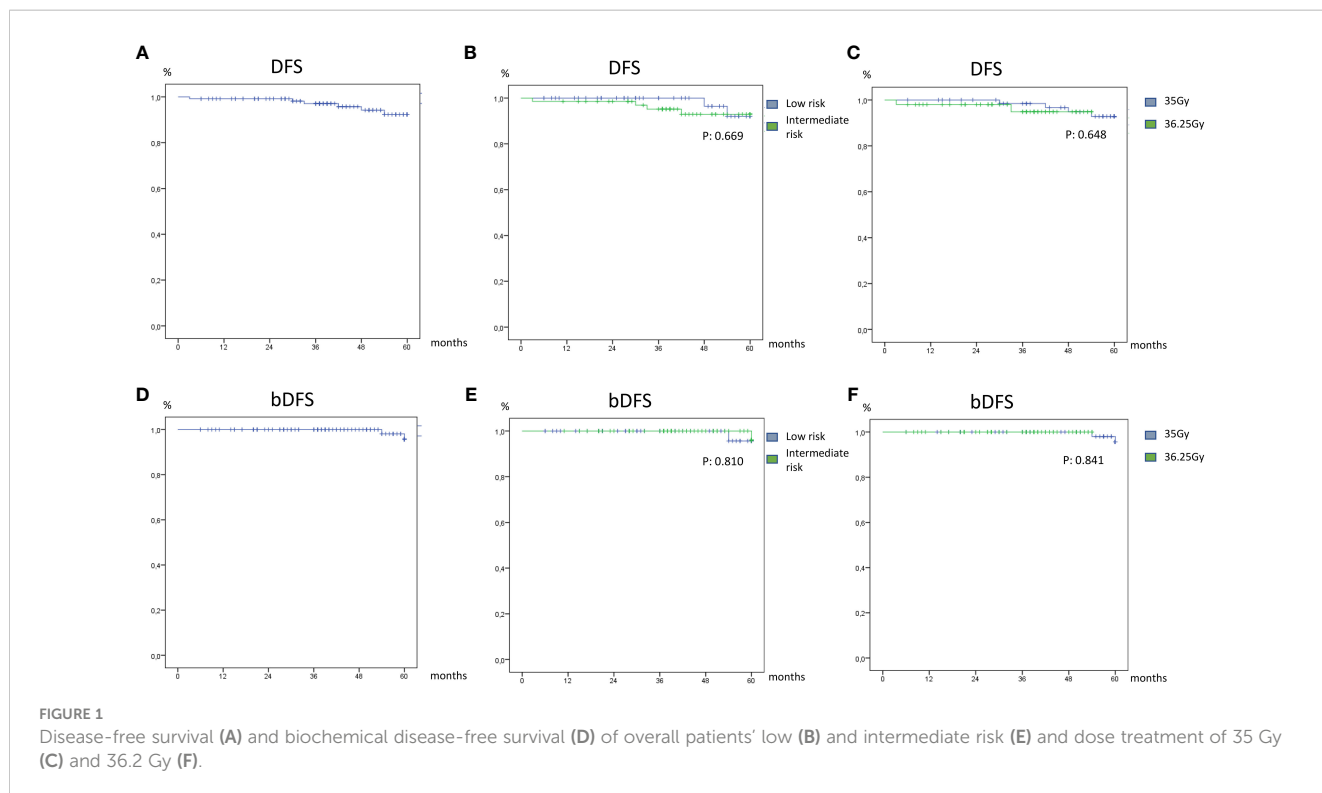 A
DFS
%
1,0
0,8
0,6
0,4
0,2
0,0
0 12 24 36 48 60
months
B
DFS
%
1,0
0,8
0,6
0,4
0,2
0,0
0 12 24 36 48 60
months
Low risk
Intermediate
risk
P: 0.669
C
DFS
%
1,0
0,8
0,6
0,4
0,2
0,0
0 12 24 36 48 60
months
35Gy
36.25Gy
P: 0.648
D
bDFS
%
1,0
0,8
0,6
0,4
0,2
0,0
0 12 24 36 48 60
months
E
bDFS
%
1,0
0,8
0,6
0,4
0,2
0,0
0 12 24 36 48 60
months
Low risk
Intermediate
risk
P: 0.810
F
bDFS
%
1,0
0,8
0,6
0,4
0,2
0,0
0 12 24 36 48 60
months
35Gy
36.25Gy
P: 0.841
FIGURE 1
Disease-free survival (A) and biochemical disease-free survival (D) of overall patients’ low (B) and intermediate risk (E) and dose treatment of 35 Gy
(C) and 36.2 Gy (F).